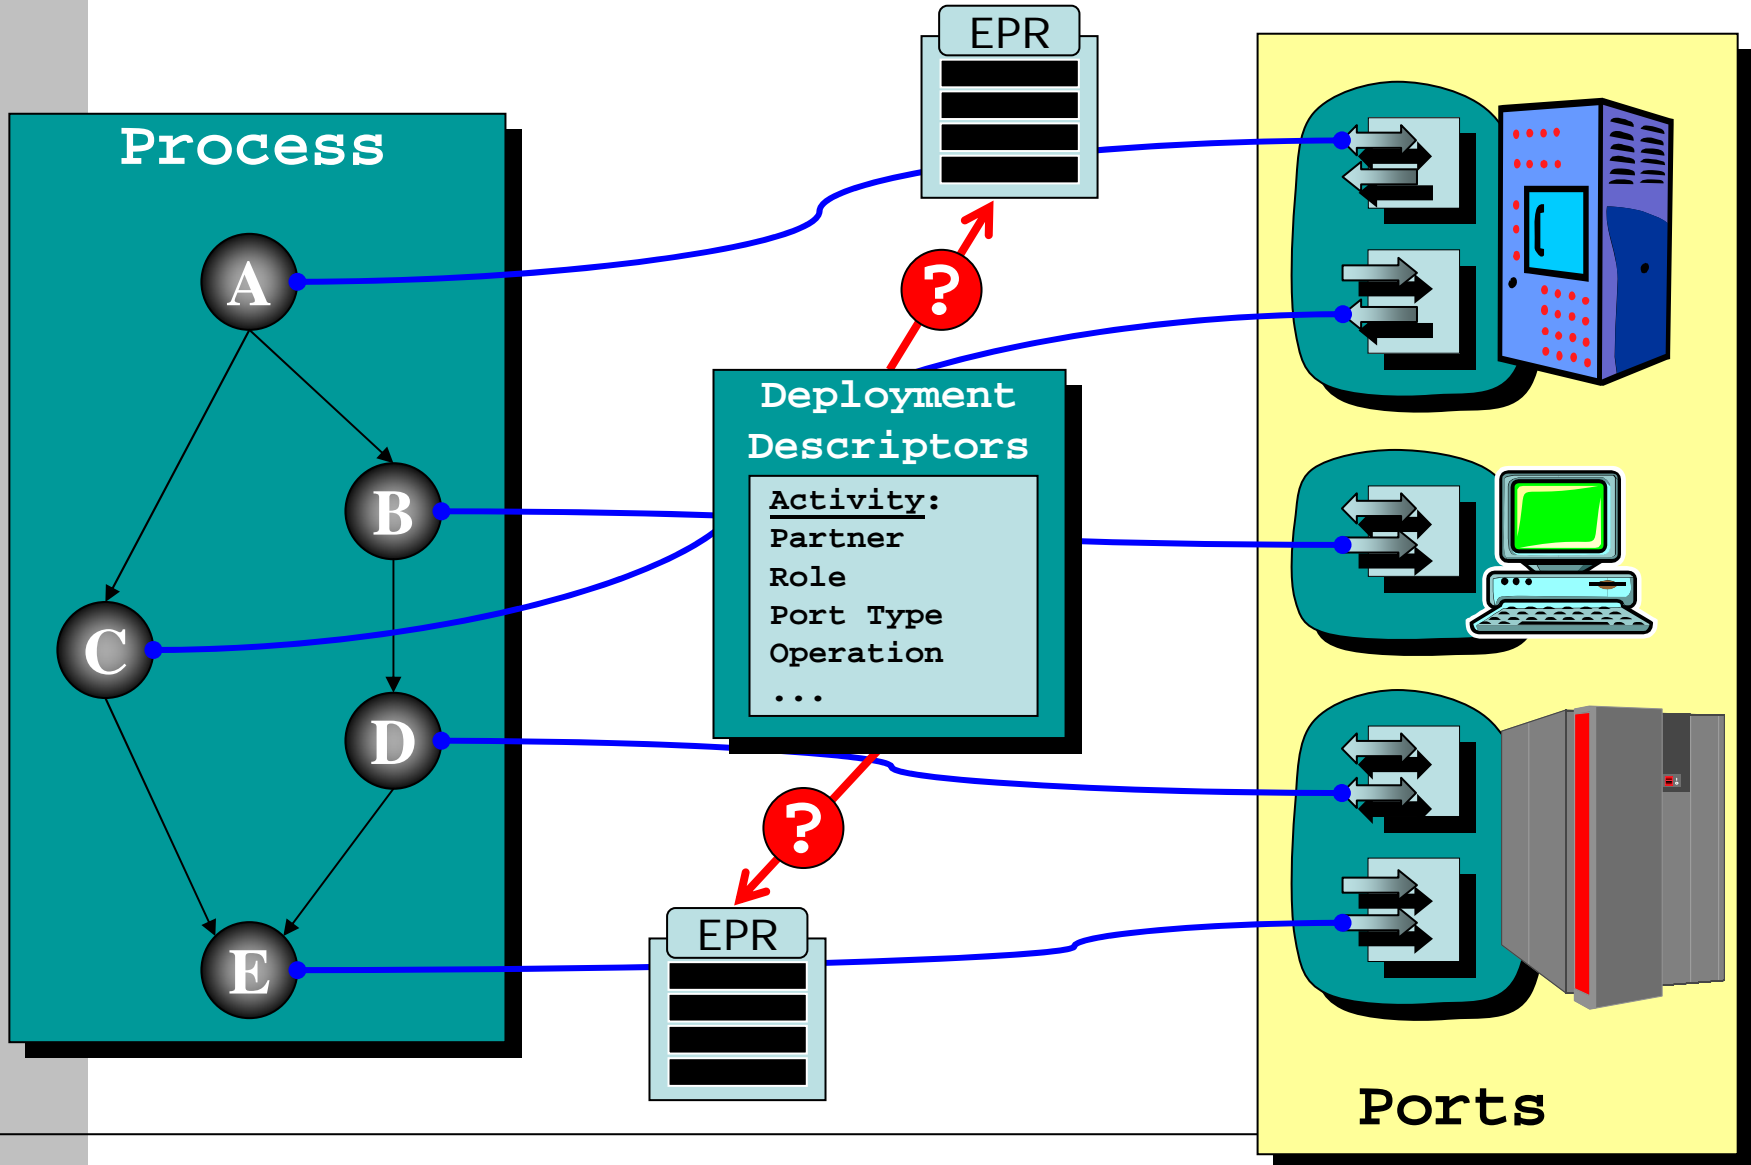 EPR
Process
A
B
C
D
E
?
Deployment
Descriptors
Activity:
Partner
Role
Port Type
Operation
...
?
EPR
Ports